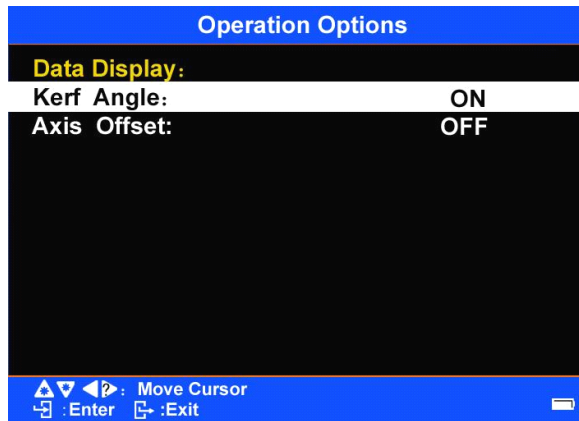 Operation Options
Data Display：
Kerf Angle： ON
Axis Offset: OFF
?： Move Cursor
:Enter :Exit